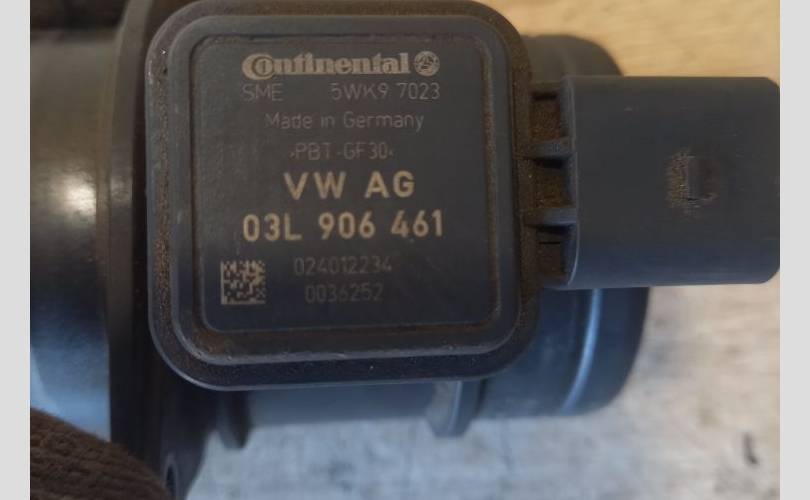 Continental
SME 5WK9 7023
Made in Germany
>PBT-GF30<
VW AG
03L 906 461
024012234
0036252